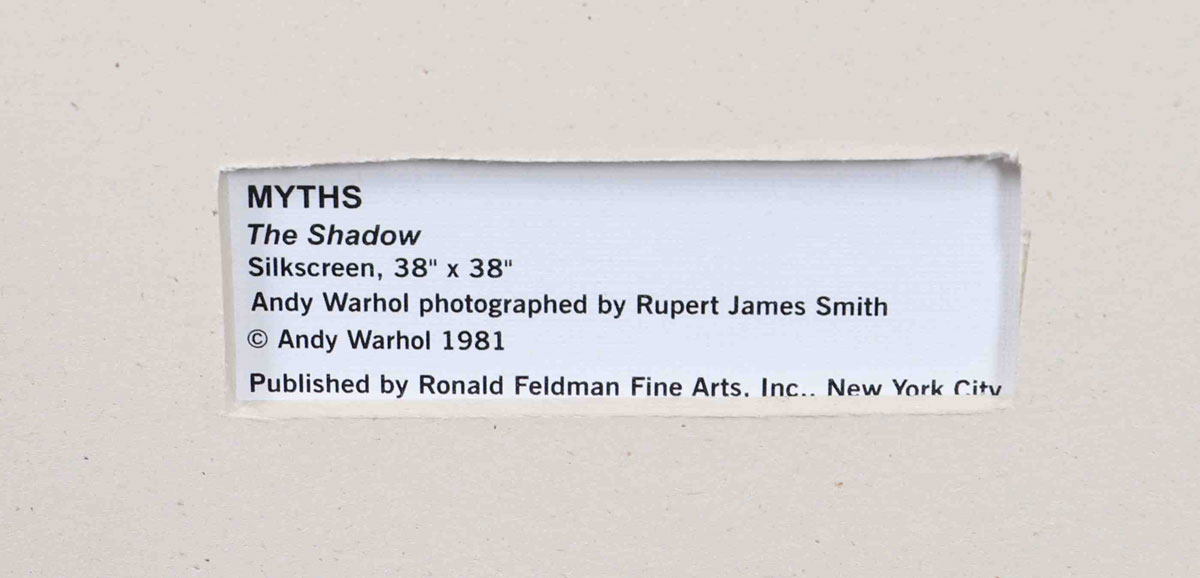 MYTHS
The Shadow
Silkscreen, 38" x 38"
Andy Warhol photographed by Rupert James Smith
© Andy Warhol 1981
Published by Ronald Feldman Fine Arts, Inc., New York City